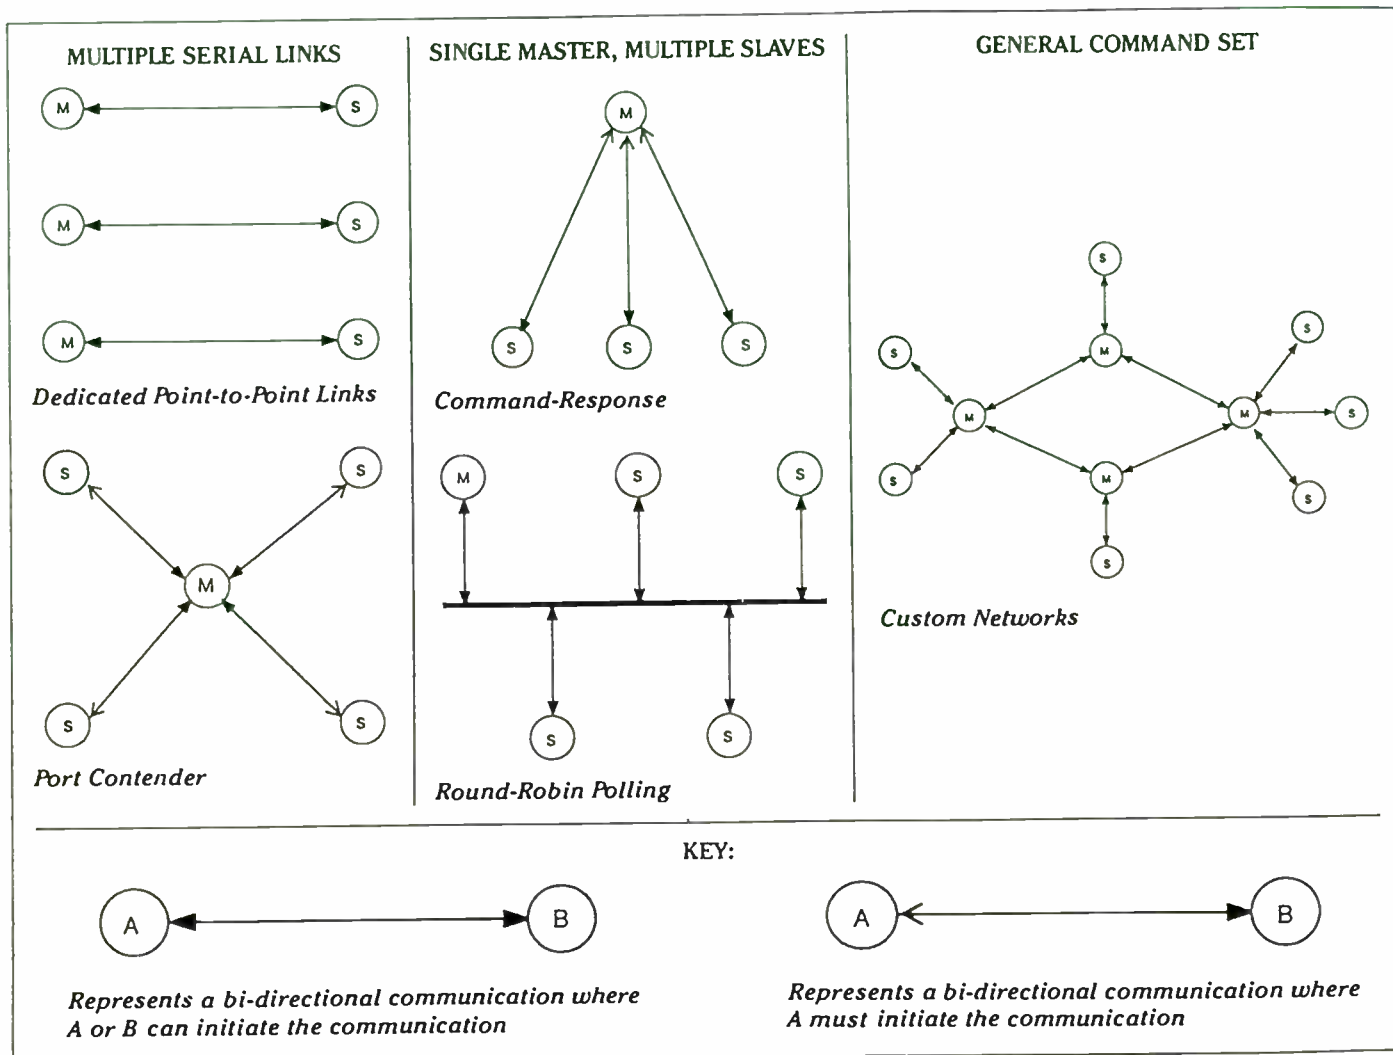 MULTIPLE SERIAL LINKS
M
S
M
S
M
S
Dedicated Point-to-Point Links
S
S
M
S
S
Port Contender
SINGLE MASTER, MULTIPLE SLAVES
M
S
S
S
Command-Response
M
S
S
S
S
Round-Robin Polling
GENERAL COMMAND SET
S
S
S
M
M
M
S
S
M
S
S
Custom Networks
KEY:
A
B
Represents a bi-directional communication where
A or B can initiate the communication
A
B
Represents a bi-directional communication where
A must initiate the communication